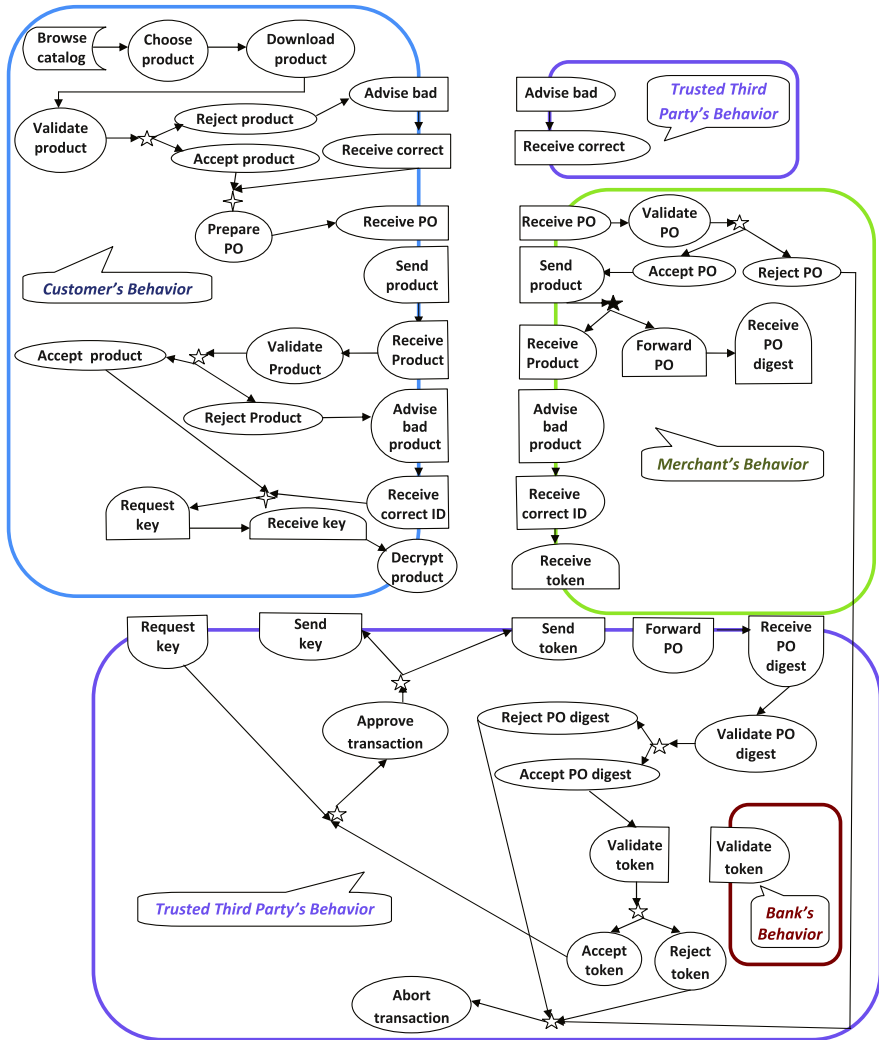 Browse
catalog
Choose
product
Download
product
Advise bad
Validate
product
Reject product
Accept product
Receive correct
Prepare
PO
Receive PO
Send
product
Customer's Behavior
Accept  product
Validate
Product
Receive
Product
Reject Product
Advise
bad
product
Request
key
Receive key
Receive
correct ID
Decrypt
product
Advise bad
Receive correct
Trusted Third
Party's Behavior
Receive PO
Validate
PO
Send
product
Accept PO
Reject PO
Receive
Product
Forward
PO
Receive
PO
digest
Advise
bad
product
Merchant's Behavior
Receive
correct ID
Receive
token
Request
key
Send
key
Send
token
Forward
PO
Receive
PO
digest
Approve
transaction
Reject PO digest
Validate PO
digest
Accept PO digest
Validate
token
Validate
token
Trusted Third Party's Behavior
Bank's
Behavior
Accept
token
Reject
token
Abort
transaction